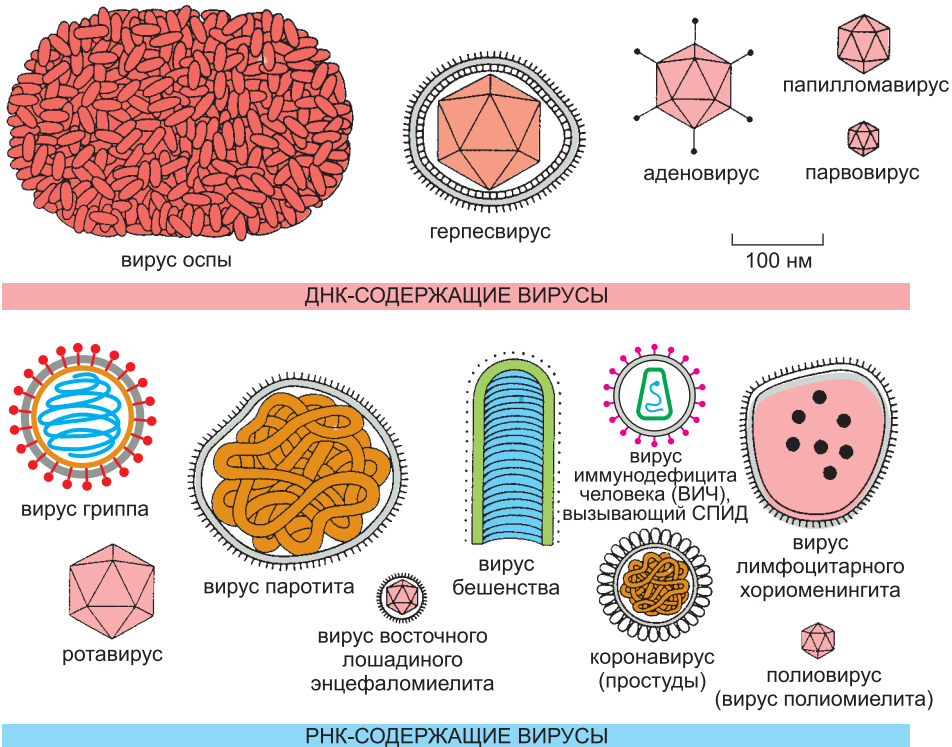 папилломавирус
аденовирус
парвовирус
герпесвирус
вирус оспы
100 нм
ДНК-СОДЕРЖАЩИЕ ВИРУСЫ
вирус гриппа
вирус паротита
вирус
бешенства
вирус
иммунодефицита
человека (ВИЧ),
вызывающий СПИД
вирус
лимфоцитарного
хориоменингита
ротавирус
вирус восточного
лошадиного
энцефаломиелита
коронавирус
(простуды)
полиовирус
(вирус полиомиелита)
РНК-СОДЕРЖАЩИЕ ВИРУСЫ